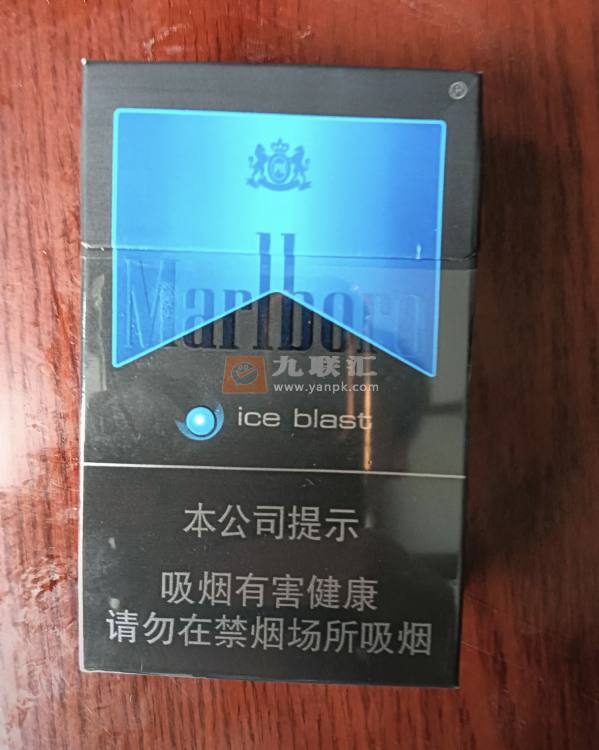 Marlboro
九联汇
www.yanpk.com
ice blast
本公司提示
吸烟有害健康
请勿在禁烟场所吸烟